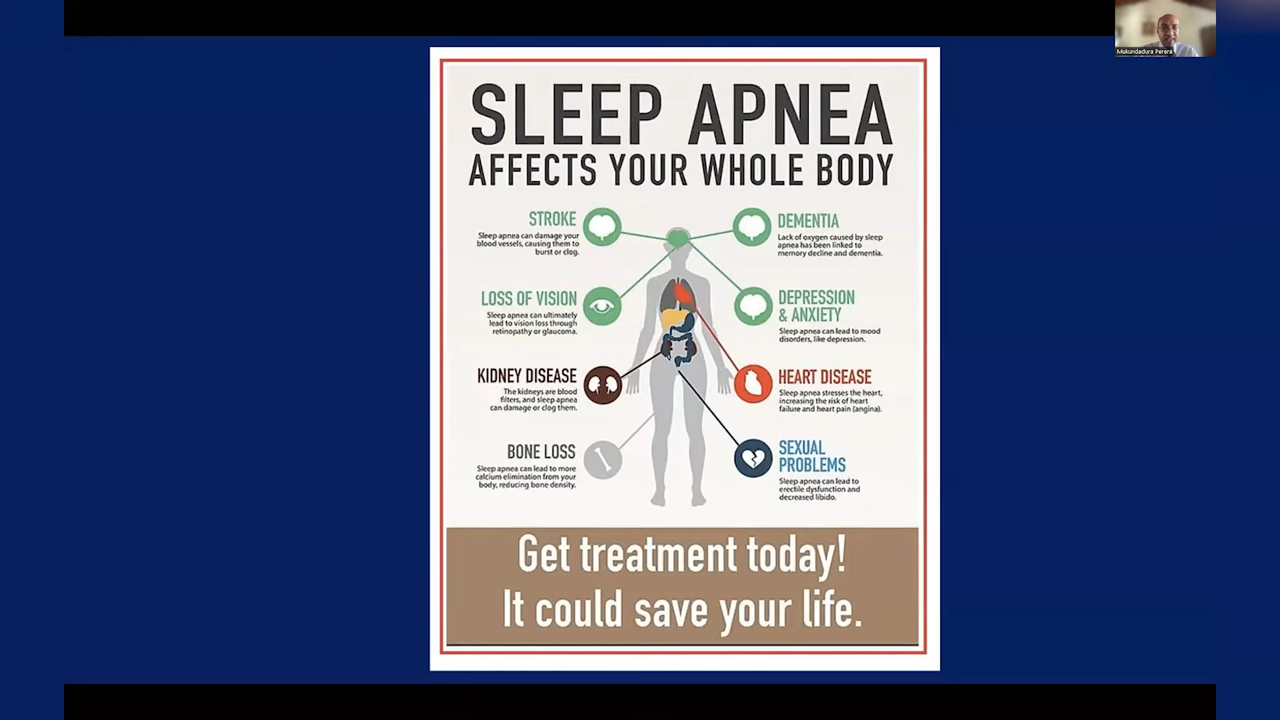 Mukundadura Perera
SLEEP APNEA
AFFECTS YOUR WHOLE BODY
STROKE
Sleep apnea can damage your
blood vessels, causing them to
burst or clog.
DEMENTIA
Lack of oxygen caused by sleep
apnea has been linked to
memory decline and dementia.
LOSS OF VISION
Sleep apnea can ultimately
lead to vision loss through
retinopathy or glaucoma.
DEPRESSION
& ANXIETY
Sleep apnea can lead to mood
disorders, like depression.
KIDNEY DISEASE
The kidneys are blood
filters, and sleep apnea
can damage or clog them.
HEART DISEASE
Sleep apnea stresses the heart,
increasing the risk of heart
failure and heart pain (angina).
BONE LOSS
Sleep apnea can lead to more
calcium elimination from your
body, reducing bone density.
SEXUAL
PROBLEMS
Sleep apnea can lead to
erectile dysfunction and
decreased libido.
Get treatment today!
It could save your life.